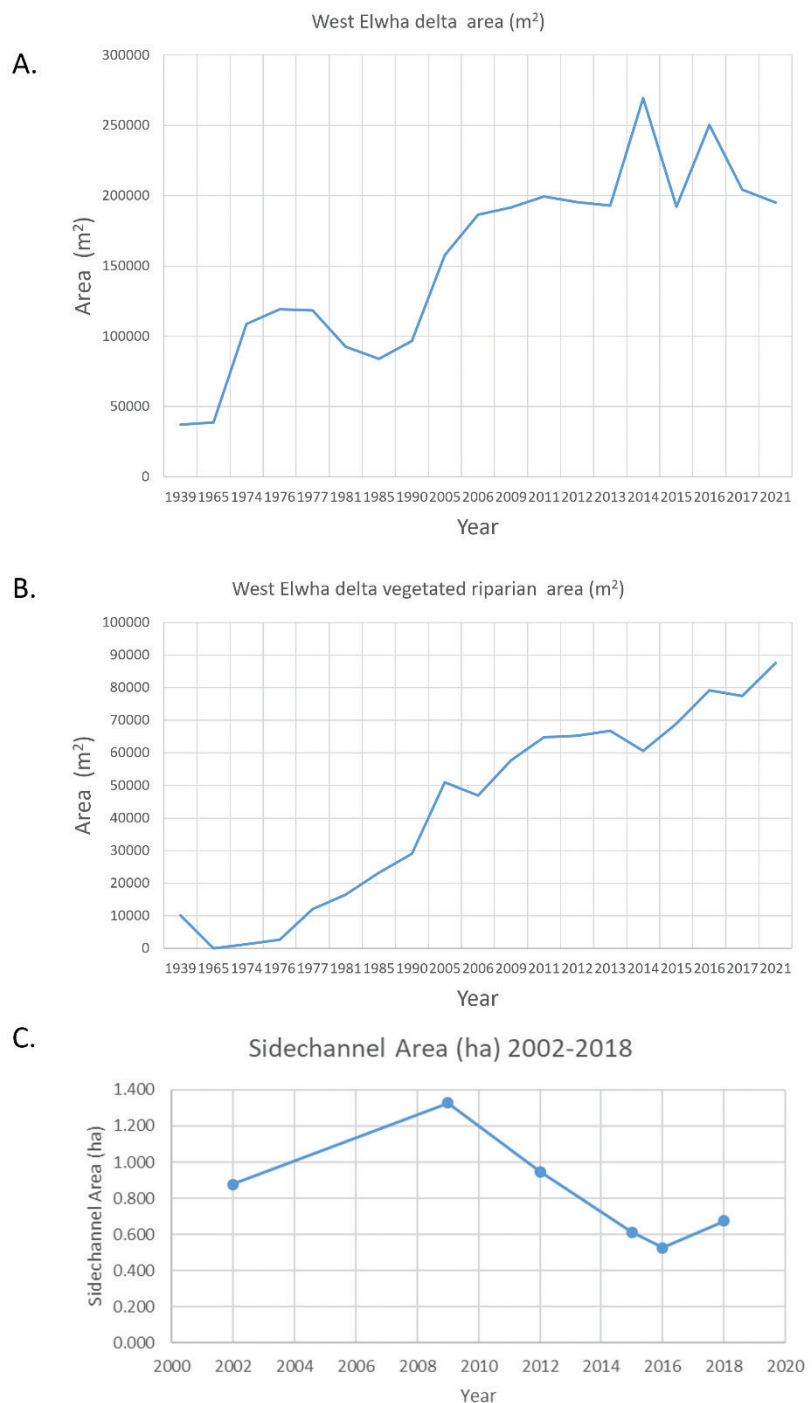 A.
West Elwha delta area (m²)
300000
250000
200000
150000
100000
50000
0
Area (m²)
1939 1965 1974 1976 1977 1981 1985 1990 2005 2006 2009 2011 2012 2013 2014 2015 2016 2017 2021
Year
B.
West Elwha delta vegetated riparian area (m²)
100000
90000
80000
70000
60000
50000
40000
30000
20000
10000
0
Area (m²)
1939 1965 1974 1976 1977 1981 1985 1990 2005 2006 2009 2011 2012 2013 2014 2015 2016 2017 2021
Year
C.
Sidechannel Area (ha) 2002-2018
1.400
1.200
1.000
0.800
0.600
0.400
0.200
0.000
Sidechannel Area (ha)
2000 2002 2004 2006 2008 2010 2012 2014 2016 2018 2020
Year